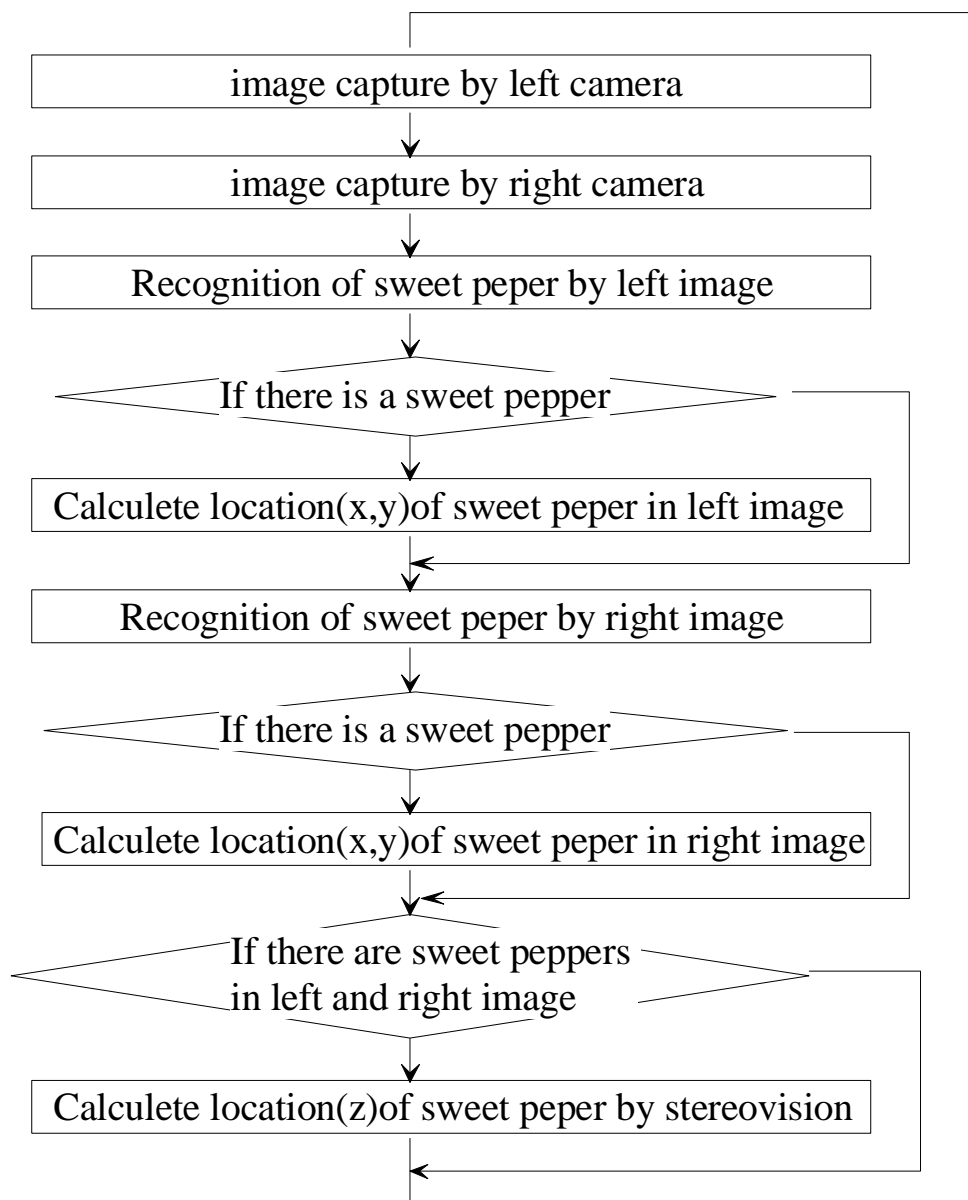 image capture by left camera
image capture by right camera
Recognition of sweet peper by left image
If there is a sweet pepper
Calculete location(x,y)of sweet peper in left image
Recognition of sweet peper by right image
If there is a sweet pepper
Calculete location(x,y)of sweet peper in right image
If there are sweet peppers
in left and right image
Calculete location(z)of sweet peper by stereovision